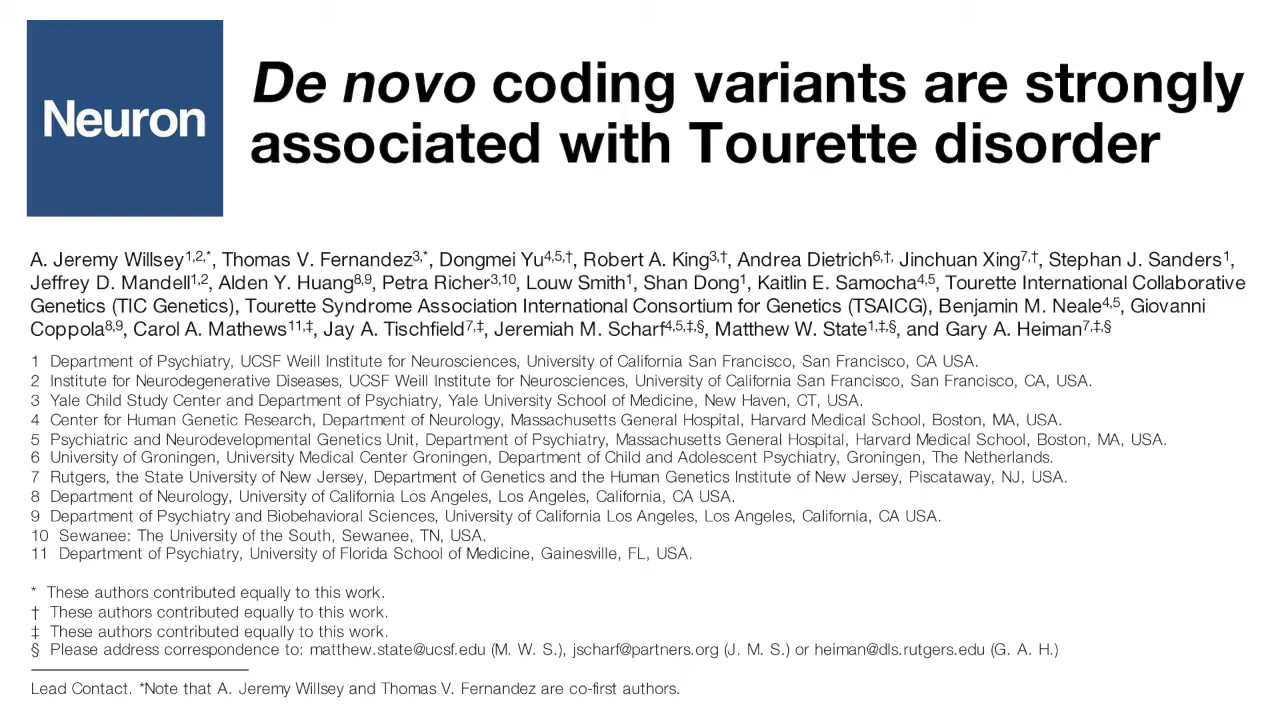 Neuron
De novo coding variants are strongly
associated with Tourette disorder
A. Jeremy Willsey1,2,*, Thomas V. Fernandez3,*, Dongmei Yu4,5,†, Robert A. King3,†, Andrea Dietrich6,†, Jinchuan Xing7,†, Stephan J. Sanders1,
Jeffrey D. Mandell1,2, Alden Y. Huang8,9, Petra Richer3,10, Louw Smith1, Shan Dong1, Kaitlin E. Samocha4,5, Tourette International Collaborative
Genetics (TIC Genetics), Tourette Syndrome Association International Consortium for Genetics (TSAICG), Benjamin M. Neale4,5, Giovanni
Coppola8,9, Carol A. Mathews11,‡, Jay A. Tischfield7,‡, Jeremiah M. Scharf4,5,‡,§, Matthew W. State1,‡,§, and Gary A. Heiman7,‡,§
1 Department of Psychiatry, UCSF Weill Institute for Neurosciences, University of California San Francisco, San Francisco, CA USA.
2 Institute for Neurodegenerative Diseases, UCSF Weill Institute for Neurosciences, University of California San Francisco, San Francisco, CA, USA.
3 Yale Child Study Center and Department of Psychiatry, Yale University School of Medicine, New Haven, CT, USA.
4 Center for Human Genetic Research, Department of Neurology, Massachusetts General Hospital, Harvard Medical School, Boston, MA, USA.
5 Psychiatric and Neurodevelopmental Genetics Unit, Department of Psychiatry, Massachusetts General Hospital, Harvard Medical School, Boston, MA, USA.
6 University of Groningen, University Medical Center Groningen, Department of Child and Adolescent Psychiatry, Groningen, The Netherlands.
7 Rutgers, the State University of New Jersey, Department of Genetics and the Human Genetics Institute of New Jersey, Piscataway, NJ, USA.
8 Department of Neurology, University of California Los Angeles, Los Angeles, California, CA USA.
9 Department of Psychiatry and Biobehavioral Sciences, University of California Los Angeles, Los Angeles, California, CA USA.
10 Sewanee: The University of the South, Sewanee, TN, USA.
11 Department of Psychiatry, University of Florida School of Medicine, Gainesville, FL, USA.
* These authors contributed equally to this work.
† These authors contributed equally to this work.
‡ These authors contributed equally to this work.
§ Please address correspondence to: matthew.state@ucsf.edu (M. W. S.), jscharf@partners.org (J. M. S.) or heiman@dls.rutgers.edu (G. A. H.)
Lead Contact. *Note that A. Jeremy Willsey and Thomas V. Fernandez are co-first authors.